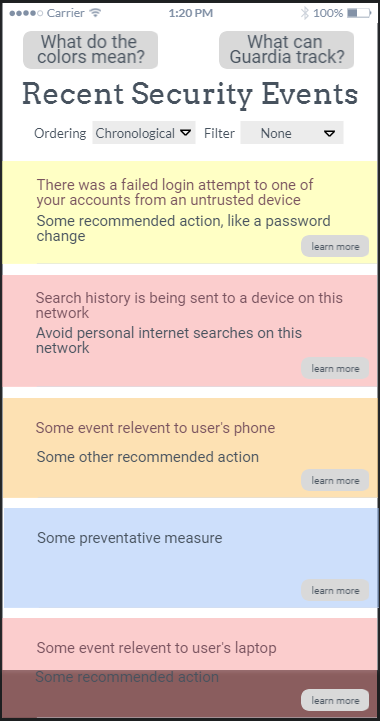 Carrier 1:20 PM 100%
What do the What can
colors mean? Guardia track?
Recent Security Events
Ordering Chronological Filter None
There was a failed login attempt to one of
your accounts from an untrusted device
Some recommended action, like a password
change
learn more
Search history is being sent to a device on this
network
Avoid personal internet searches on this
network
learn more
Some event relevent to user's phone
Some other recommended action
learn more
Some preventative measure
learn more
Some event relevent to user's laptop
Some recommended action
learn more